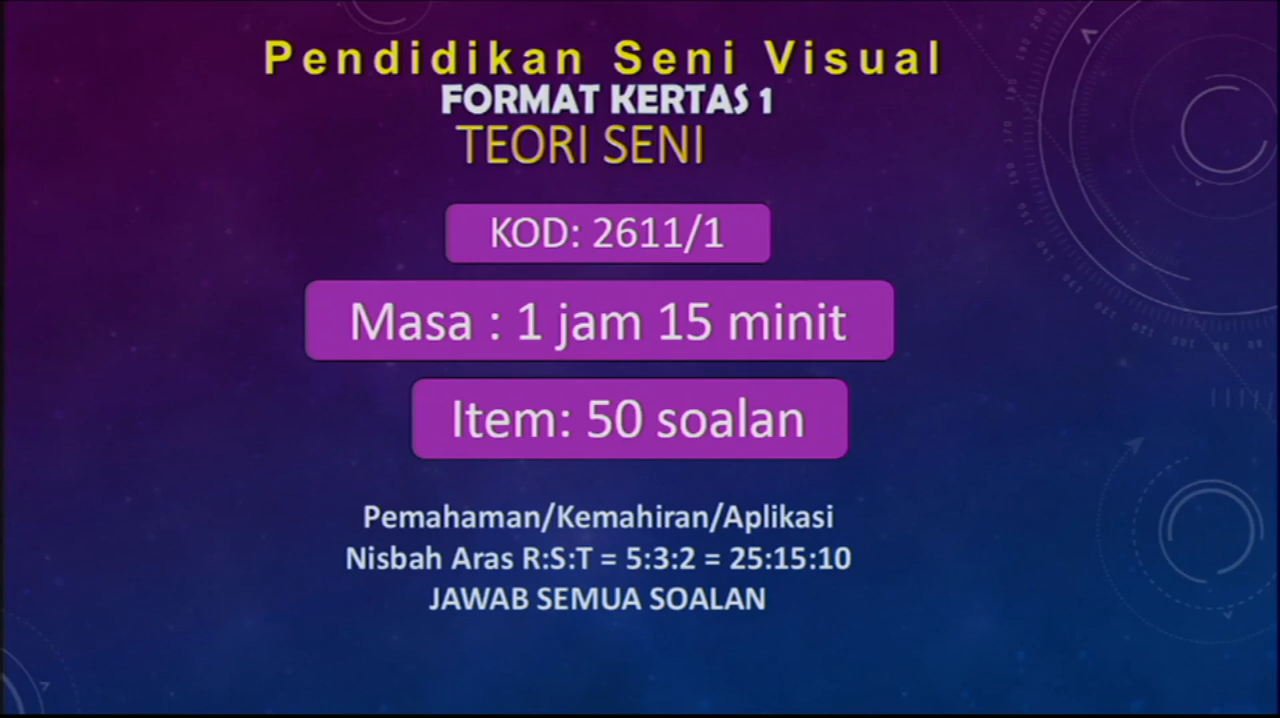 Pendidikan Seni Visual
FORMAT KERTAS 1
TEORI SENI
KOD: 2611/1
Masa : 1 jam 15 minit
Item: 50 soalan
Pemahaman/Kemahiran/Aplikasi
Nisbah Aras R:S:T = 5:3:2 = 25:15:10
JAWAB SEMUA SOALAN